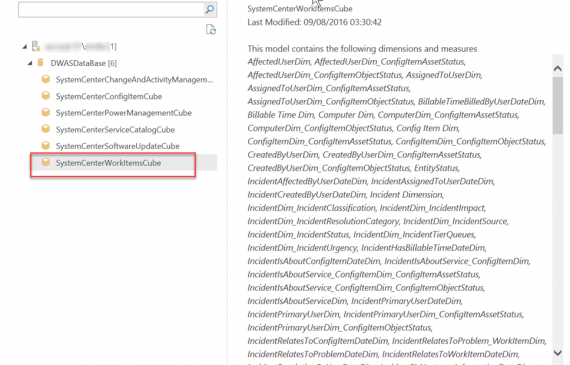 1]
DWASDataBase [6]
SystemCenterChangeAndActivityManagem...
SystemCenterConfigItemCube
SystemCenterPowerManagementCube
SystemCenterServiceCatalogCube
SystemCenterSoftwareUpdateCube
SystemCenterWorkItemsCube
SystemCenterWorkItemsCube
Last Modified: 09/08/2016 03:30:42
This model contains the following dimensions and measures
AffectedUserDim, AffectedUserDim_ConfigItemAssetStatus,
AffectedUserDim_ConfigItemObjectStatus, AssignedToUserDim,
AssignedToUserDim_ConfigItemAssetStatus,
AssignedToUserDim_ConfigItemObjectStatus, BillableTimeBilledByUserDateDim,
Billable Time Dim, Computer Dim, ComputerDim_ConfigItemAssetStatus,
ComputerDim_ConfigItemObjectStatus, Config Item Dim,
ConfigItemDim_ConfigItemAssetStatus, ConfigItemDim_ConfigItemObjectStatus,
CreatedByUserDim, CreatedByUserDim_ConfigItemAssetStatus,
CreatedByUserDim_ConfigItemObjectStatus, EntityStatus,
IncidentAffectedByUserDateDim, IncidentAssignedToUserDateDim,
IncidentCreatedByUserDateDim, Incident Dimension,
IncidentDim_IncidentClassification, IncidentDim_IncidentImpact,
IncidentDim_IncidentResolutionCategory, IncidentDim_IncidentSource,
IncidentDim_IncidentStatus, IncidentDim_IncidentTierQueues,
IncidentDim_IncidentUrgency, IncidentHasBillableTimeDateDim,
IncidentIsAboutConfigItemDateDim, IncidentIsAboutService_ConfigItemDim,
IncidentIsAboutService_ConfigItemDim_ConfigItemAssetStatus,
IncidentIsAboutService_ConfigItemDim_ConfigItemObjectStatus,
IncidentIsAboutServiceDim, IncidentPrimaryUserDateDim,
IncidentPrimaryUserDim, IncidentPrimaryUserDim_ConfigItemAssetStatus,
IncidentPrimaryUserDim_ConfigItemObjectStatus,
IncidentRelatesToConfigItemDateDim, IncidentRelatesToProblem_WorkItemDim,
IncidentRelatesToProblemDateDim, IncidentRelatesToWorkItemDateDim,